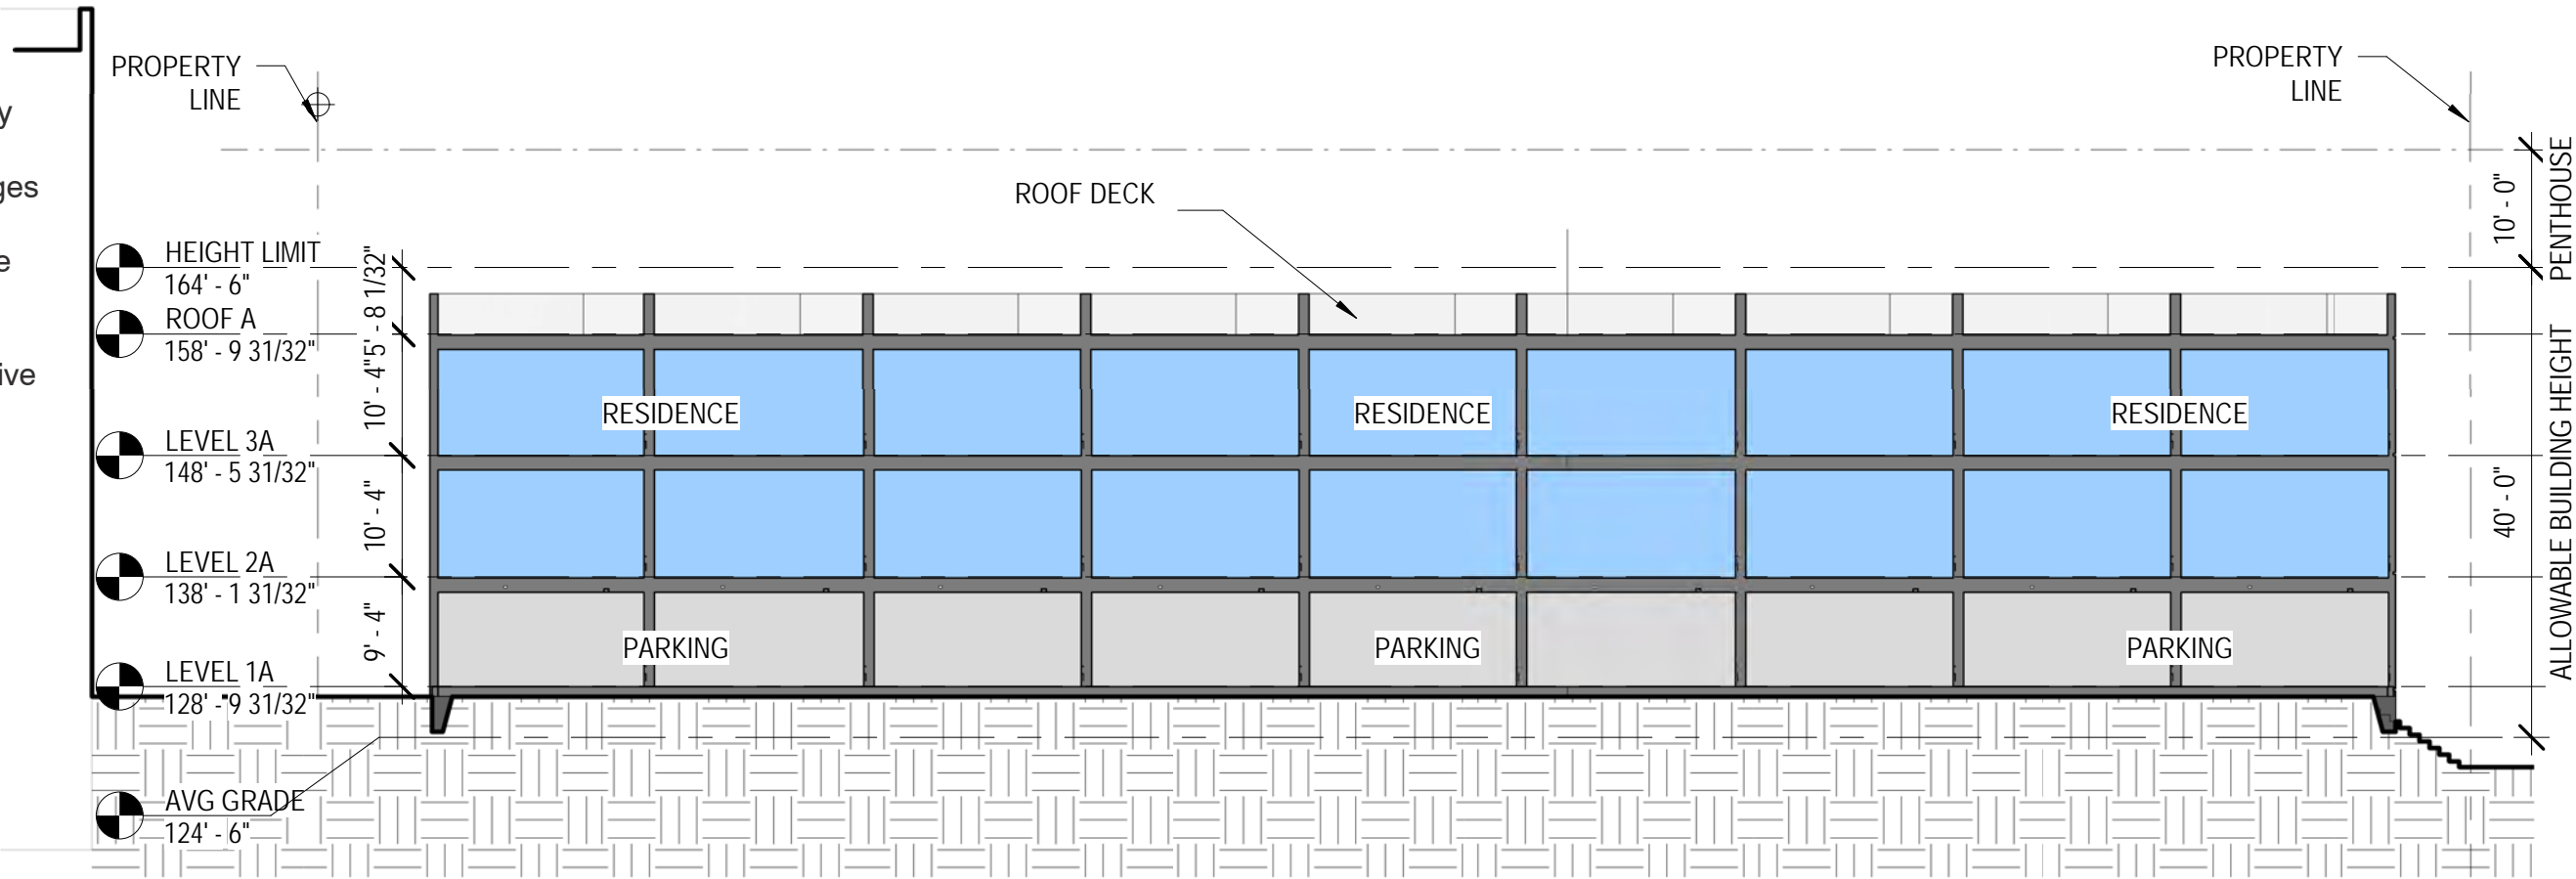 y
ges
e
ive
PROPERTY
LINE
PROPERTY
LINE
ROOF DECK
HEIGHT LIMIT
164' - 6"
ROOF A
158' - 9 31/32"
LEVEL 3A
148' - 5 31/32"
LEVEL 2A
138' - 1 31/32"
LEVEL 1A
128' - 9 31/32"
AVG GRADE
124' - 6"
5' - 8 1/32"
10' - 4"
10' - 4"
9' - 4"
RESIDENCE
RESIDENCE
RESIDENCE
PARKING
PARKING
PARKING
10' - 0"
PENTHOUSE
40' - 0"
ALLOWABLE BUILDING HEIGHT